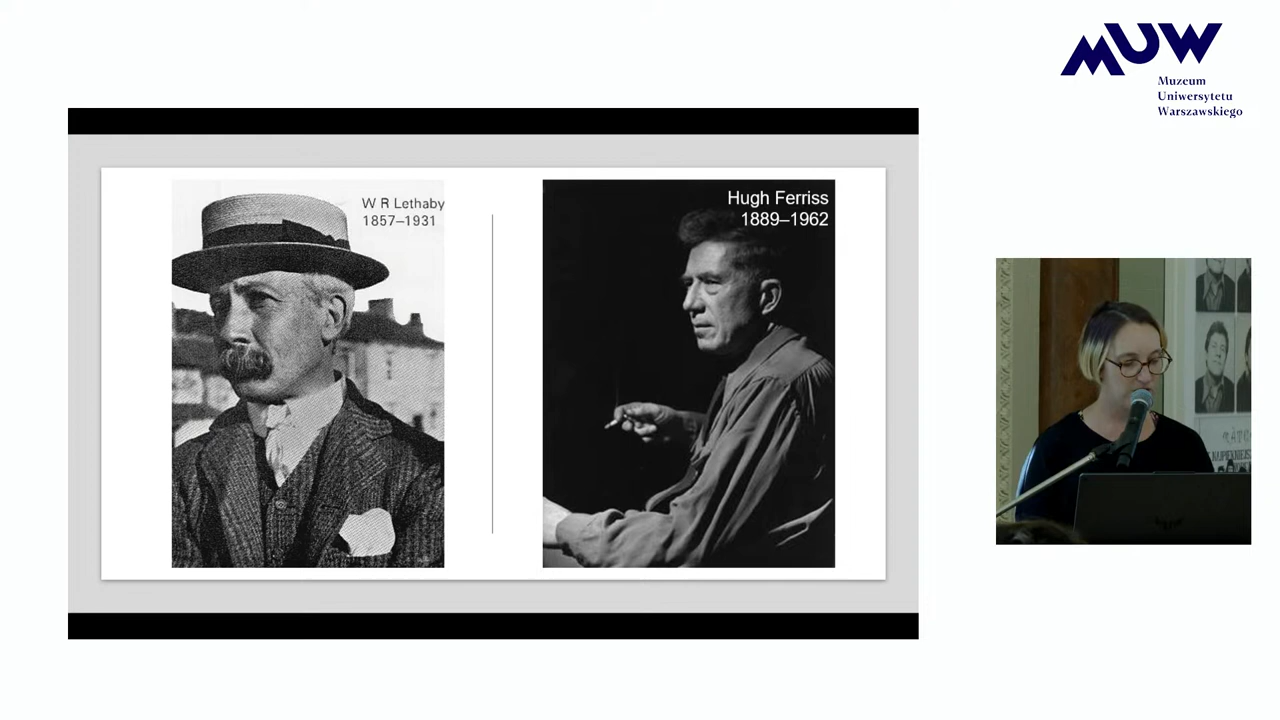 MUW
Muzeum
Uniwersytetu
Warszawskiego
W R Lethaby
1857–1931
Hugh Ferriss
1889–1962